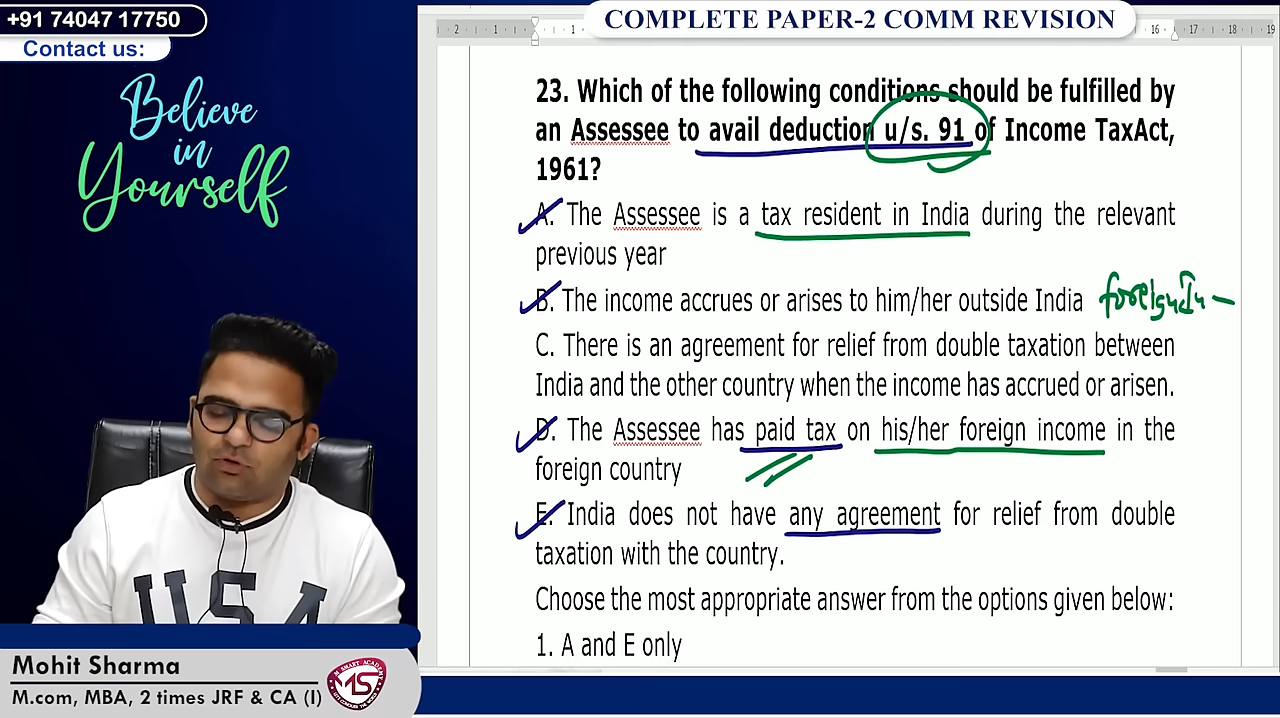 +91 74047 17750
Contact us:
COMPLETE PAPER-2 COMM REVISION
Believe
in
Yourself
23. Which of the following conditions should be fulfilled by
an Assessee to avail deduction u/s. 91 of Income TaxAct,
1961?
A. The Assessee is a tax resident in India during the relevant
previous year
B. The income accrues or arises to him/her outside India
C. There is an agreement for relief from double taxation between
India and the other country when the income has accrued or arisen.
D. The Assessee has paid tax on his/her foreign income in the
foreign country
E. India does not have any agreement for relief from double
taxation with the country.
Choose the most appropriate answer from the options given below:
1. A and E only
USA
Mohit Sharma
M.com, MBA, 2 times JRF & CA (I)
MS